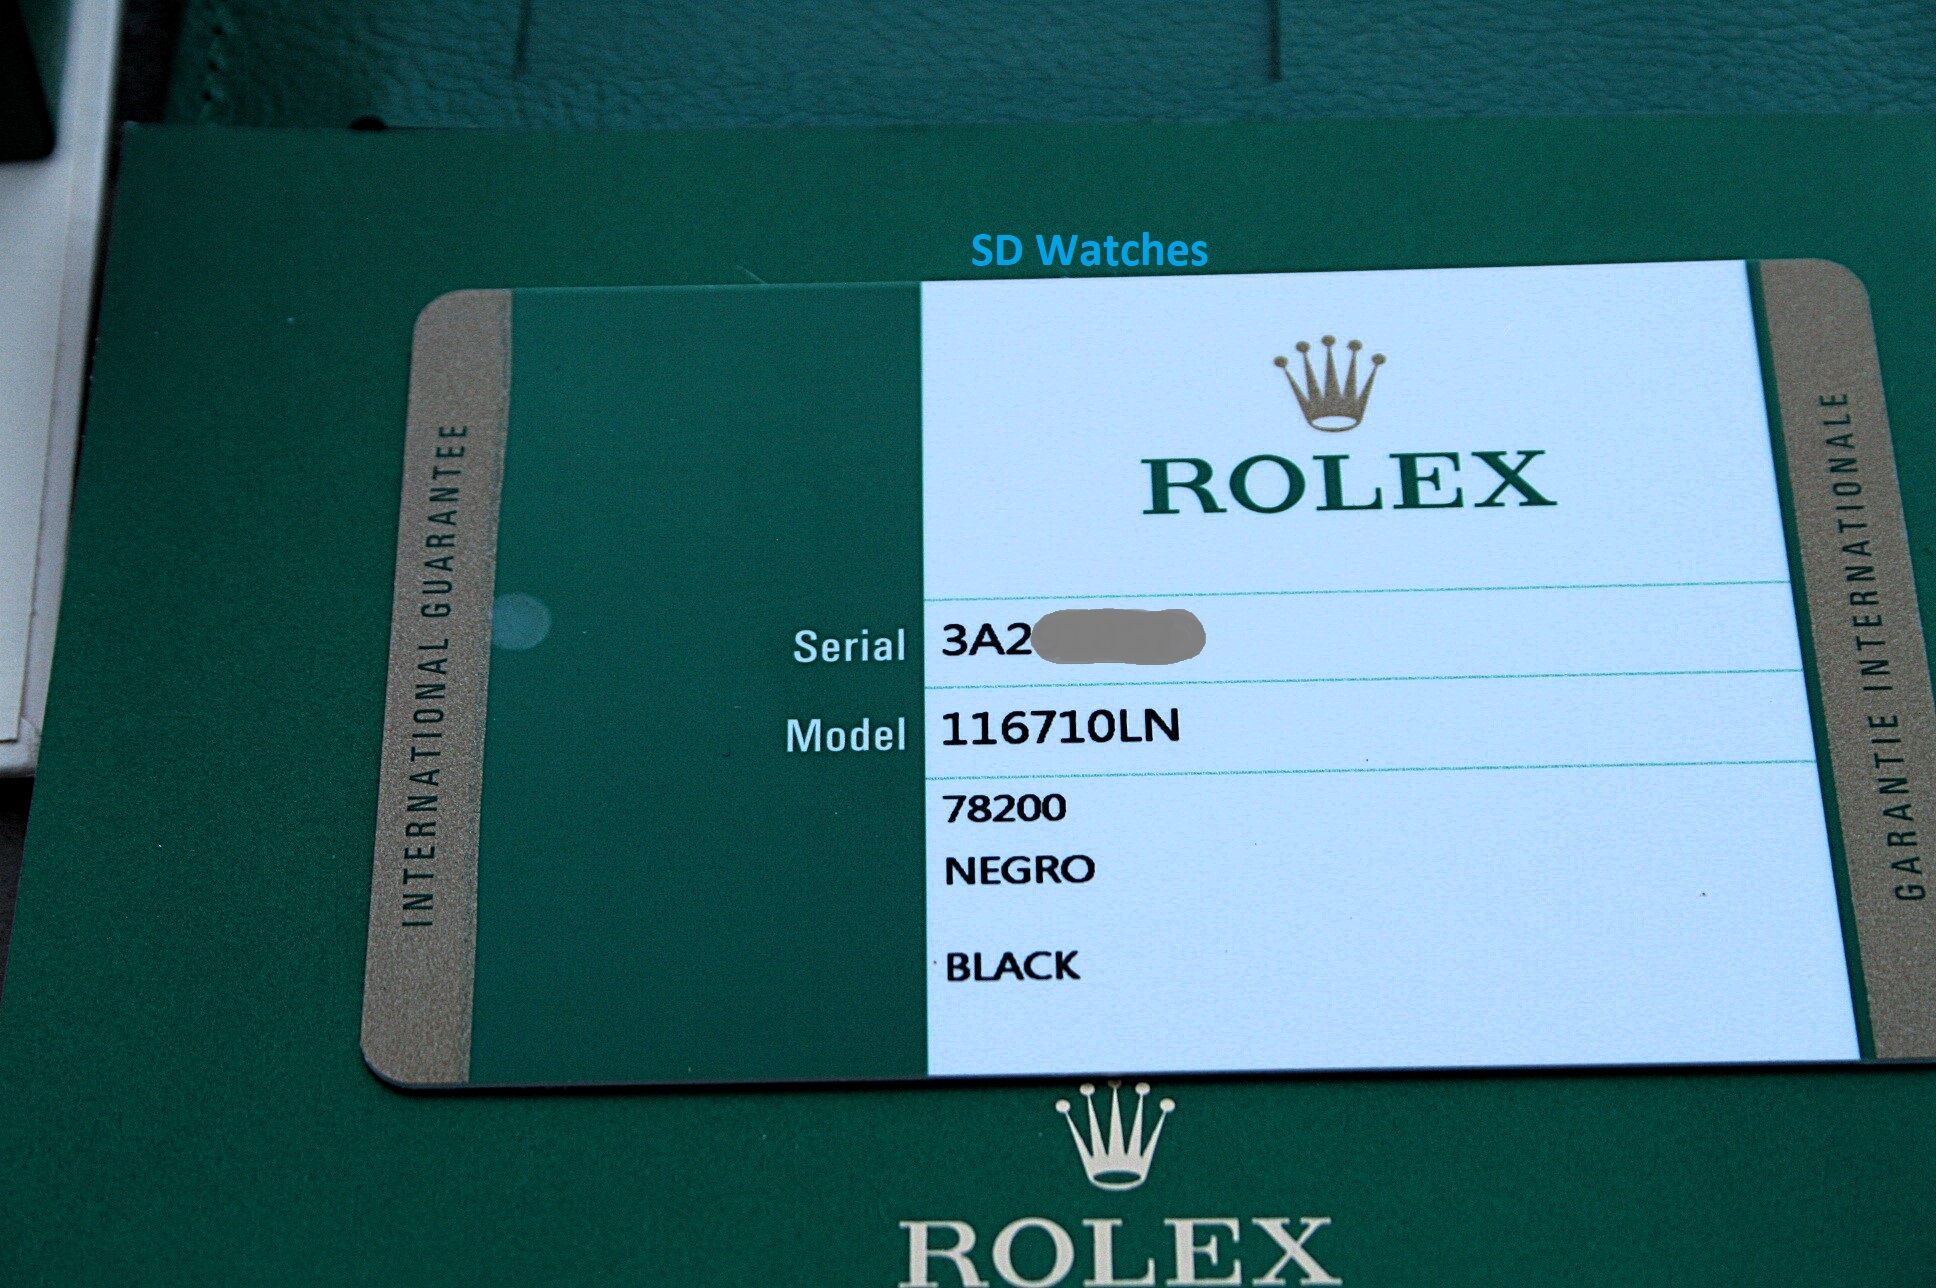 SD Watches
ROLEX
INTERNATIONAL GUARANTEE
GARANTIE INTERNATIONALE
Serial 3A2
Model 116710LN
78200
NEGRO
BLACK
ROLEX